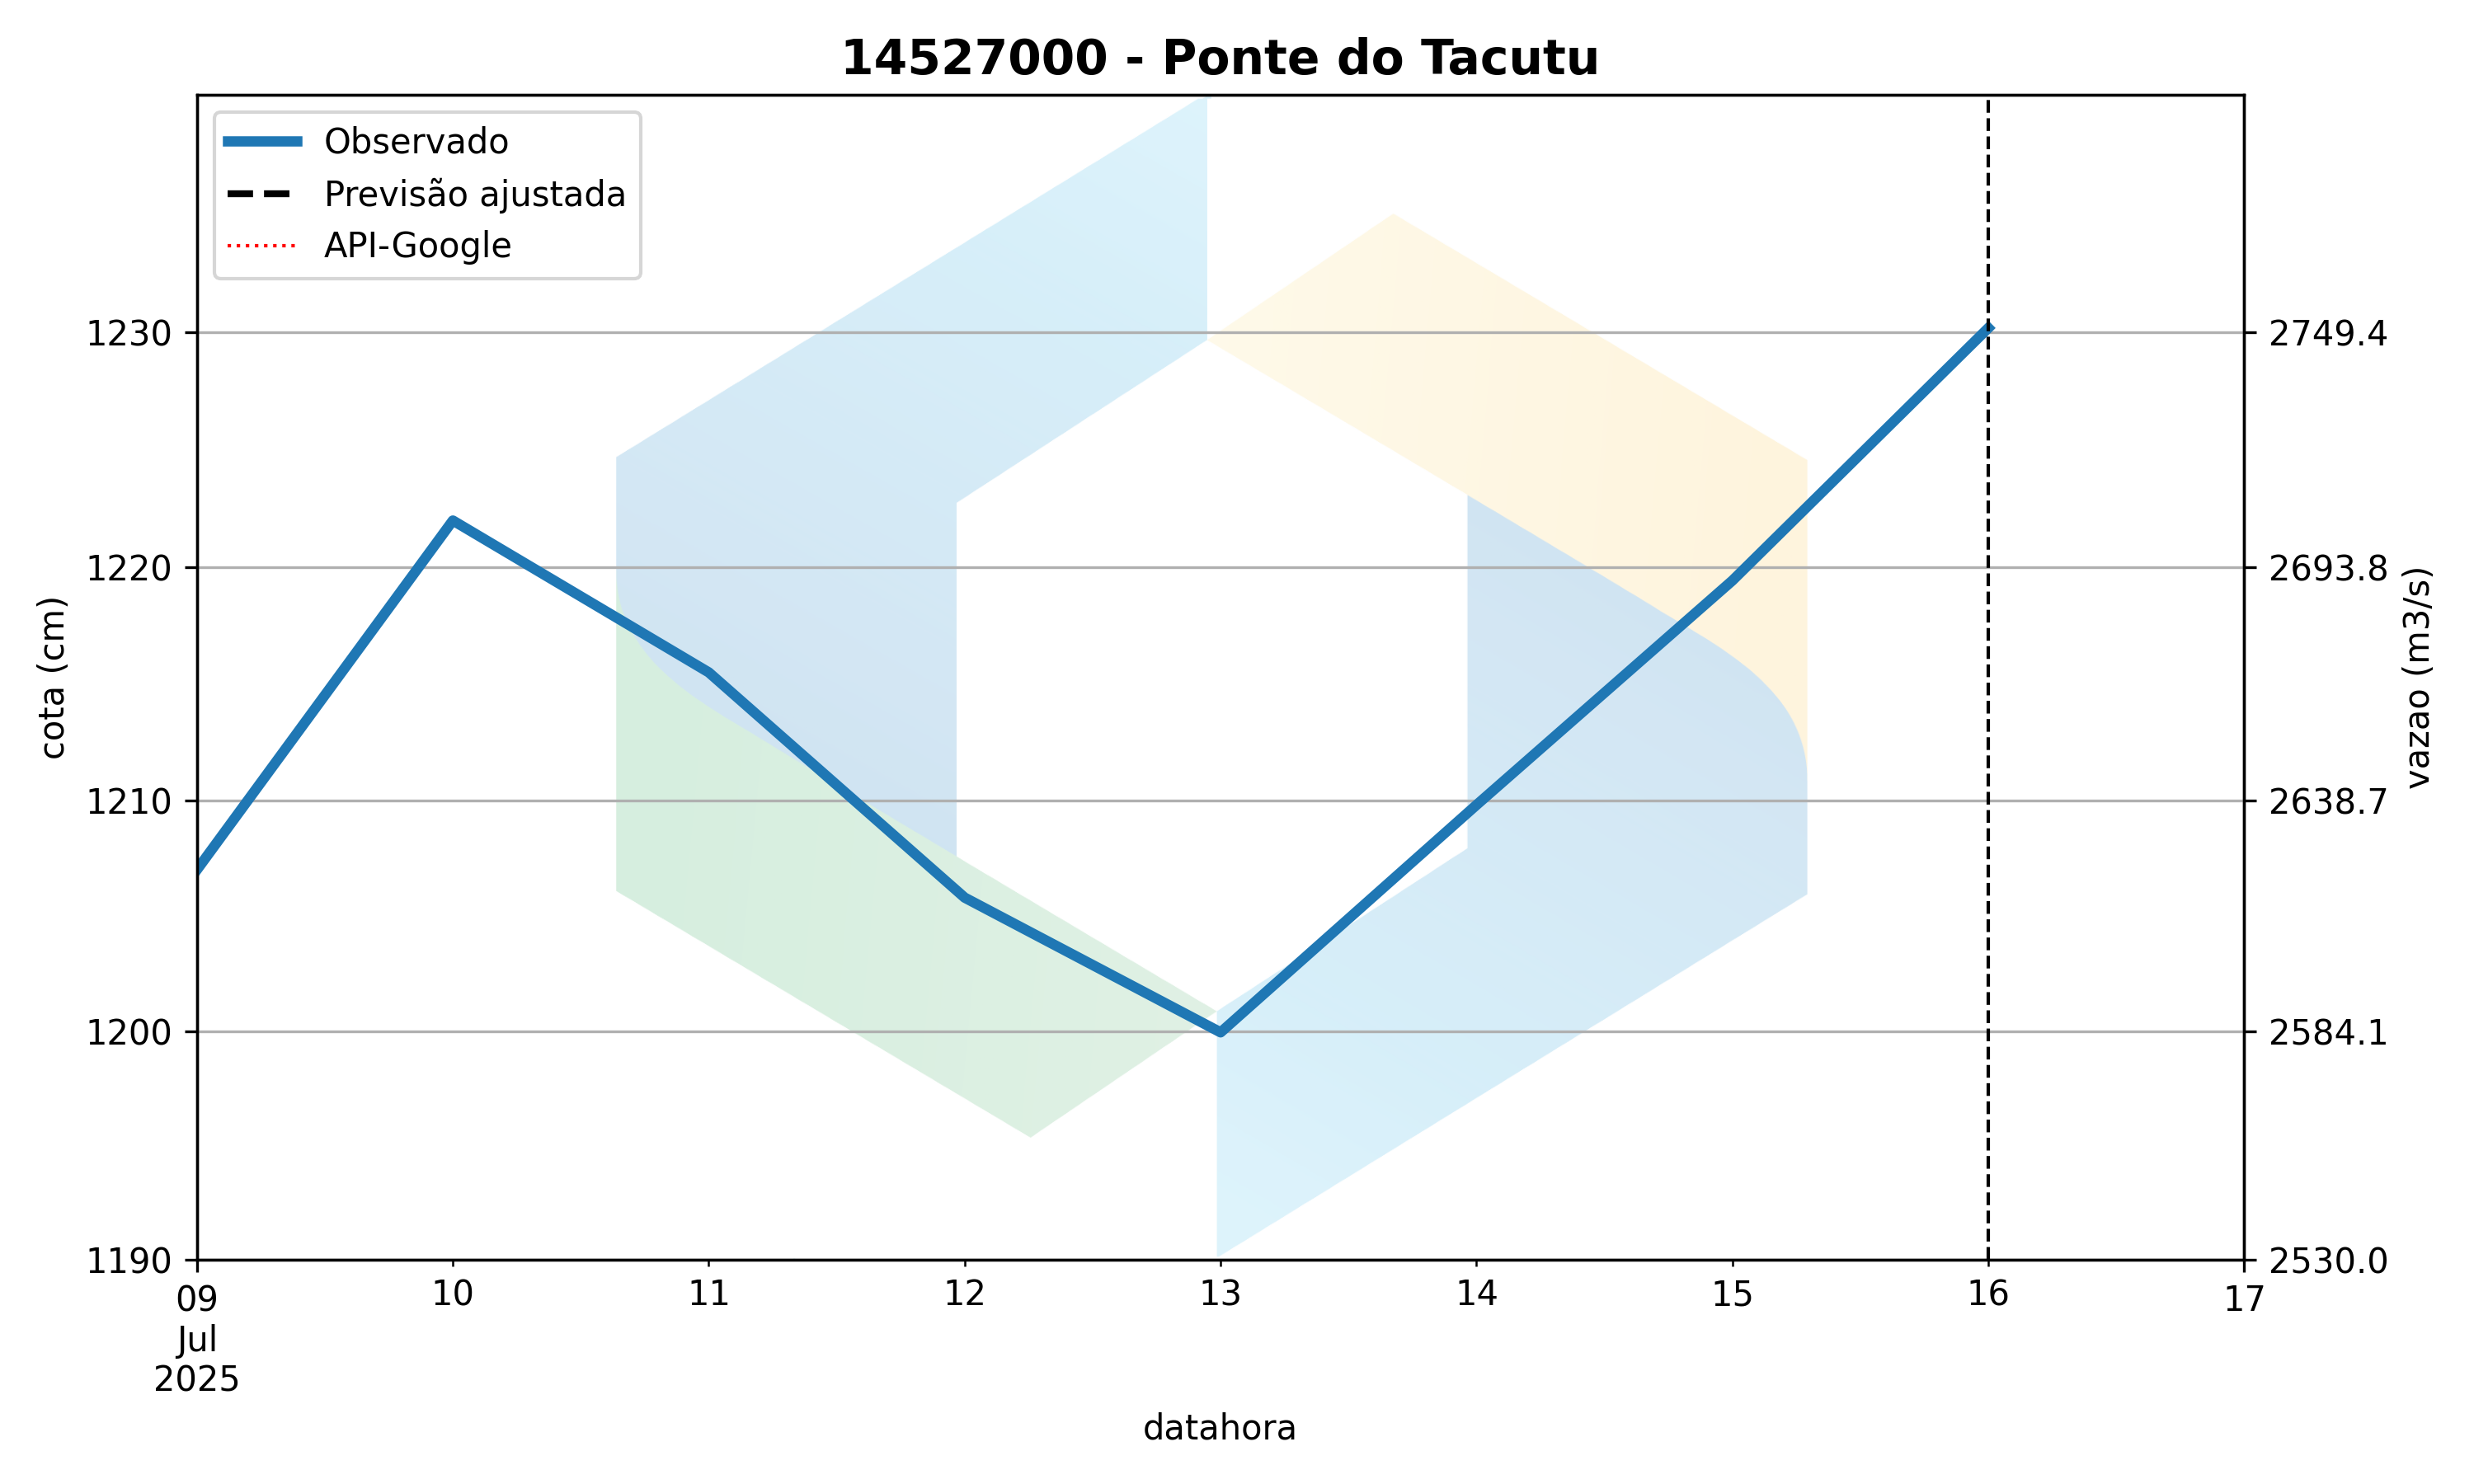 14527000 - Ponte do Tacutu
Observado
Previsão ajustada
API-Google
1230
1220
1210
1200
1190
cota (cm)
2749.4
2693.8
2638.7
2584.1
2530.0
vazao (m3/s)
09 10 11 12 13 14 15 16 17
Jul
2025
datahora